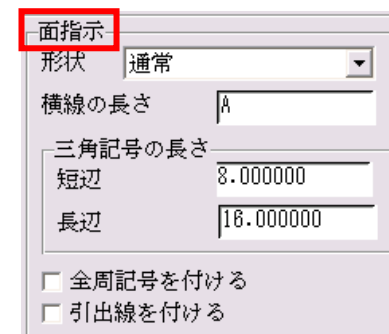 面指示
形状 通常
横線の長さ A
三角記号の長さ
短辺 8.000000
長辺 16.000000
全周記号を付ける
引出線を付ける